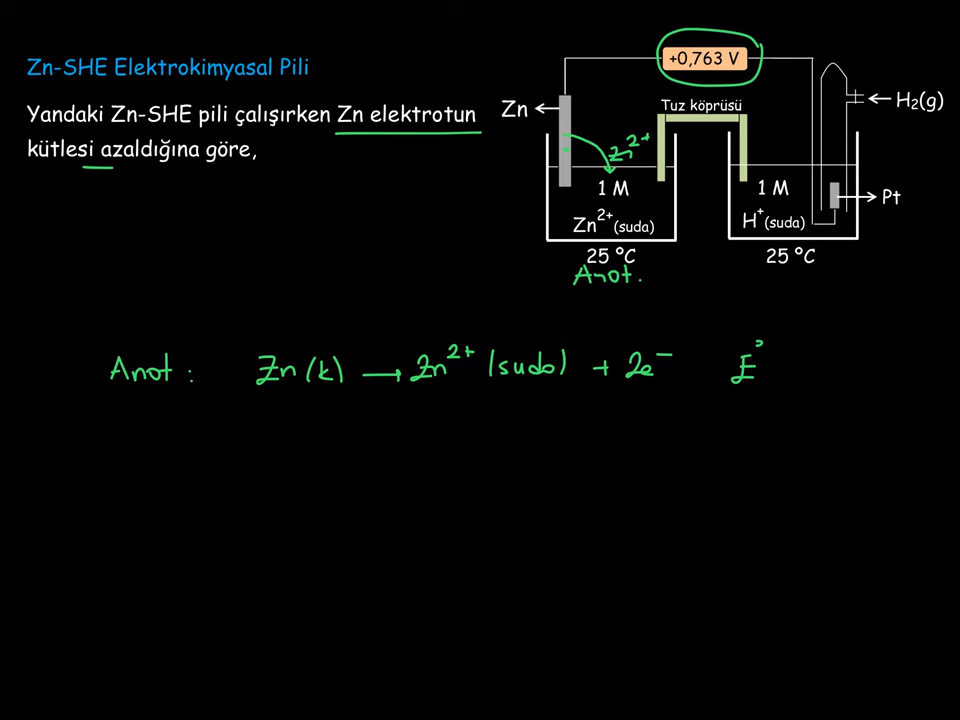 Zn-SHE Elektrokimyasal Pili
Yandaki Zn-SHE pili çalışırken Zn elektrotun
kütlesi azaldığına göre,
+0,763 V
Zn
Tuz köprüsü
H₂(g)
Zn²⁺
1 M
Zn²⁺(suda)
25 °C
Anot.
1 M
H⁺(suda)
25 °C
Pt
Anot : Zn(k) → Zn²⁺ (suda) + 2e⁻ E°